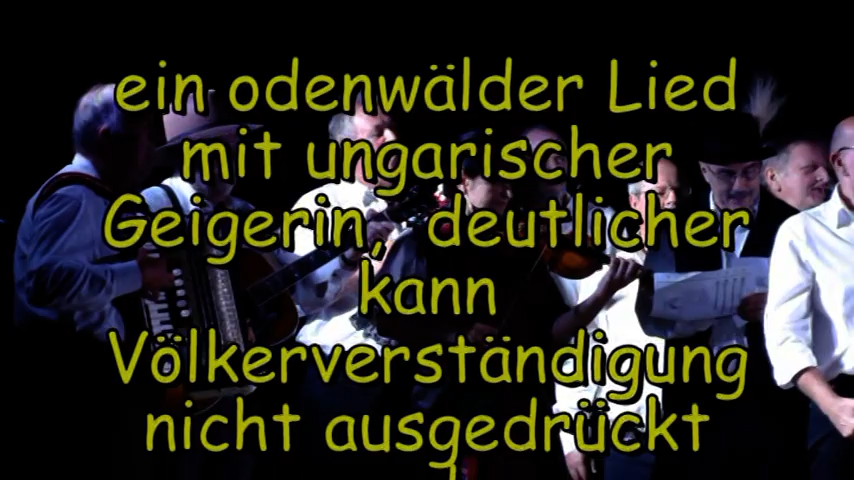 ein odenwälder Lied
mit ungarischer
Geigerin, deutlicher
kann
Völkerverständigung
nicht ausgedrückt